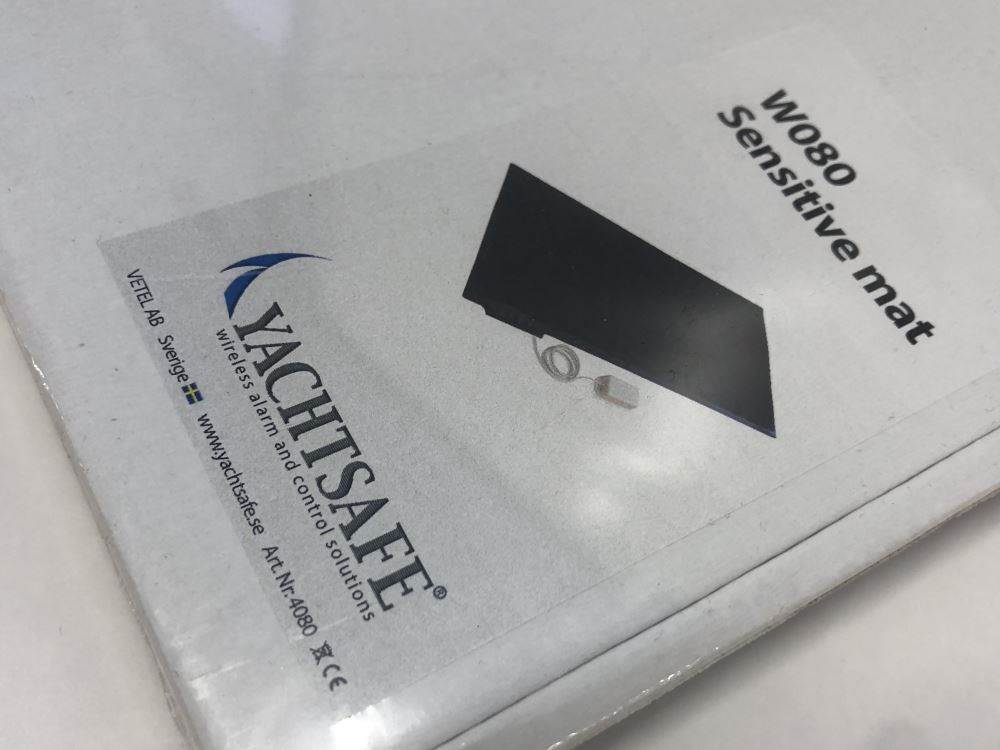 W080
Sensitive mat
YACHTSAFE®
wireless alarm and control solutions
VETEL AB Sverige www.yachtsafe.se Art.Nr.4080 CE